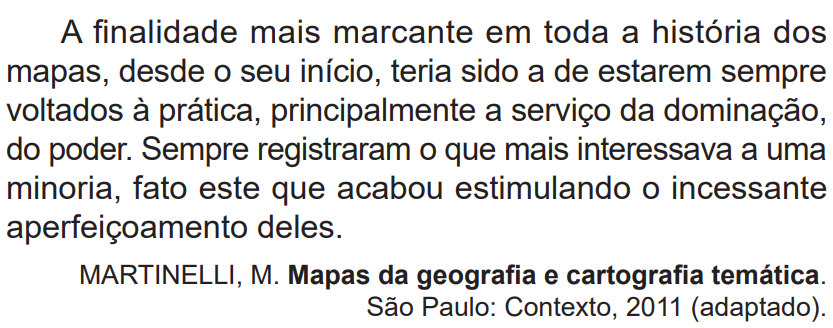 A finalidade mais marcante em toda a história dos
mapas, desde o seu início, teria sido a de estarem sempre
voltados à prática, principalmente a serviço da dominação,
do poder. Sempre registraram o que mais interessava a uma
minoria, fato este que acabou estimulando o incessante
aperfeiçoamento deles.
MARTINELLI, M. Mapas da geografia e cartografia temática.
São Paulo: Contexto, 2011 (adaptado).